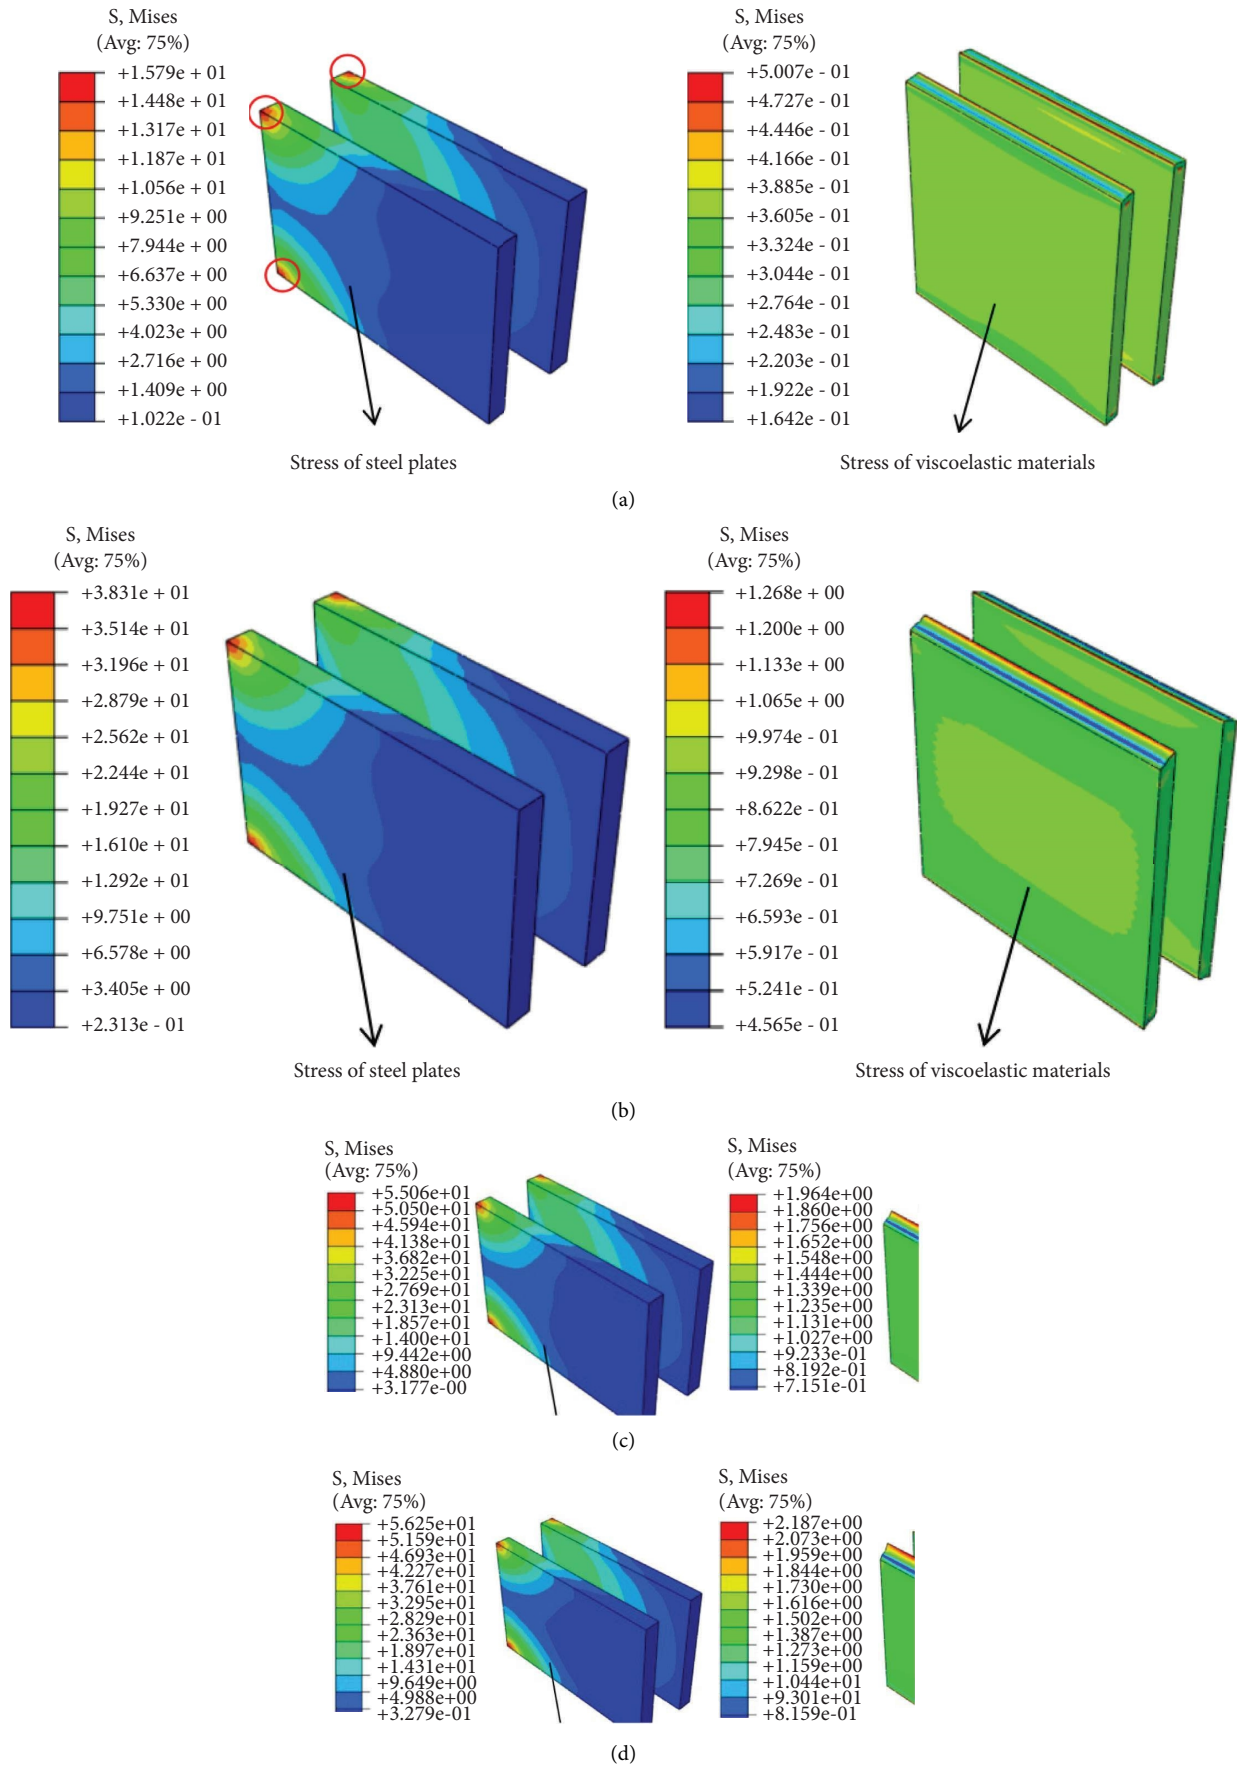 S, Mises
(Avg: 75%)
+1.579e + 01
+1.448e + 01
+1.317e + 01
+1.187e + 01
+1.056e + 01
+9.251e + 00
+7.944e + 00
+6.637e + 00
+5.330e + 00
+4.023e + 00
+2.716e + 00
+1.409e + 00
+1.022e - 01
Stress of steel plates
S, Mises
(Avg: 75%)
+5.007e - 01
+4.727e - 01
+4.446e - 01
+4.166e - 01
+3.885e - 01
+3.605e - 01
+3.324e - 01
+3.044e - 01
+2.764e - 01
+2.483e - 01
+2.203e - 01
+1.922e - 01
+1.642e - 01
Stress of viscoelastic materials
(a)
S, Mises
(Avg: 75%)
+3.831e + 01
+3.514e + 01
+3.196e + 01
+2.879e + 01
+2.562e + 01
+2.244e + 01
+1.927e + 01
+1.610e + 01
+1.292e + 01
+9.751e + 00
+6.578e + 00
+3.405e + 00
+2.313e - 01
Stress of steel plates
S, Mises
(Avg: 75%)
+1.268e + 00
+1.200e + 00
+1.133e + 00
+1.065e + 00
+9.974e - 01
+9.298e - 01
+8.622e - 01
+7.945e - 01
+7.269e - 01
+6.593e - 01
+5.917e - 01
+5.241e - 01
+4.565e - 01
Stress of viscoelastic materials
(b)
S, Mises
(Avg: 75%)
+5.506e+01
+5.050e+01
+4.594e+01
+4.138e+01
+3.682e+01
+3.225e+01
+2.769e+01
+2.313e+01
+1.857e+01
+1.400e+01
+9.442e+00
+4.880e+00
+3.177e-00
S, Mises
(Avg: 75%)
+1.964e+00
+1.860e+00
+1.756e+00
+1.652e+00
+1.548e+00
+1.444e+00
+1.339e+00
+1.235e+00
+1.131e+00
+1.027e+00
+9.233e-01
+8.192e-01
+7.151e-01
(c)
S, Mises
(Avg: 75%)
+5.625e+01
+5.159e+01
+4.693e+01
+4.227e+01
+3.761e+01
+3.295e+01
+2.829e+01
+2.363e+01
+1.897e+01
+1.431e+01
+9.649e+00
+4.988e+00
+3.279e-01
S, Mises
(Avg: 75%)
+2.187e+00
+2.073e+00
+1.959e+00
+1.844e+00
+1.730e+00
+1.616e+00
+1.502e+00
+1.387e+00
+1.273e+00
+1.159e+00
+1.044e+01
+9.301e+01
+8.159e-01
(d)